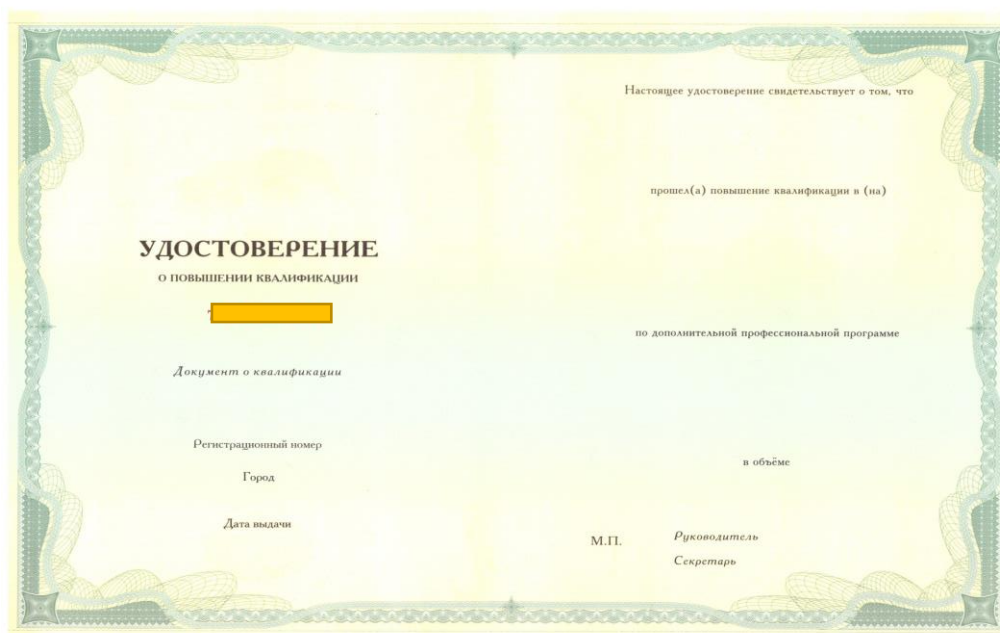 УДОСТОВЕРЕНИЕ
О ПОВЫШЕНИИ КВАЛИФИКАЦИИ
Документ о квалификации
Регистрационный номер
Город
Дата выдачи
Настоящее удостоверение свидетельствует о том, что
прошел(а) повышение квалификации в (на)
по дополнительной профессиональной программе
в объёме
М.П.
Руководитель
Секретарь